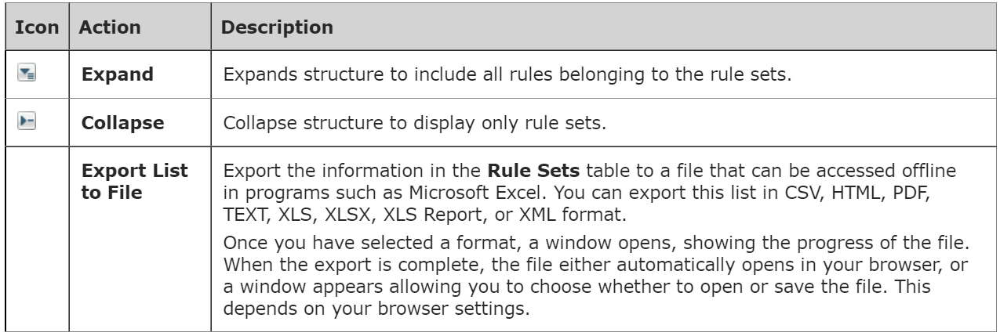 Icon Action Description
Expand Expands structure to include all rules belonging to the rule sets.
Collapse Collapse structure to display only rule sets.
Export List
to File
Export the information in the Rule Sets table to a file that can be accessed offline
in programs such as Microsoft Excel. You can export this list in CSV, HTML, PDF,
TEXT, XLS, XLSX, XLS Report, or XML format.
Once you have selected a format, a window opens, showing the progress of the file.
When the export is complete, the file either automatically opens in your browser, or
a window appears allowing you to choose whether to open or save the file. This
depends on your browser settings.